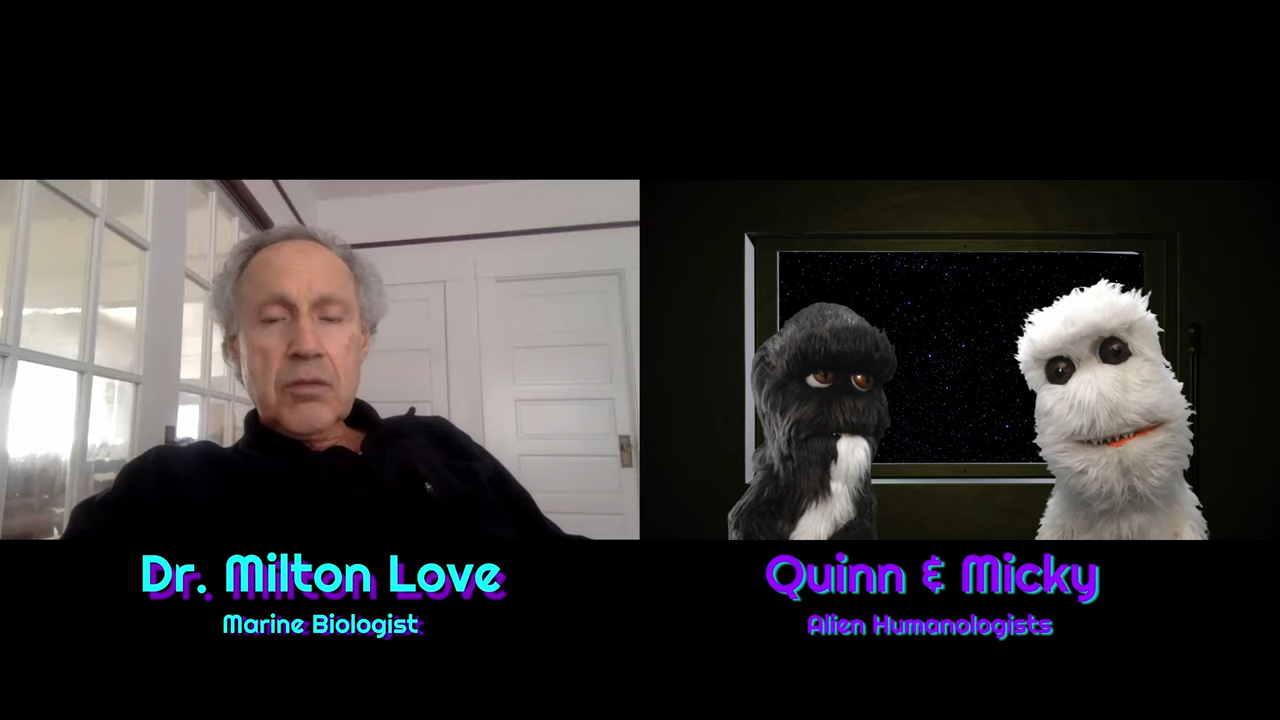 Dr. Milton Love
Marine Biologist
Quinn & Micky
Alien Humanologists